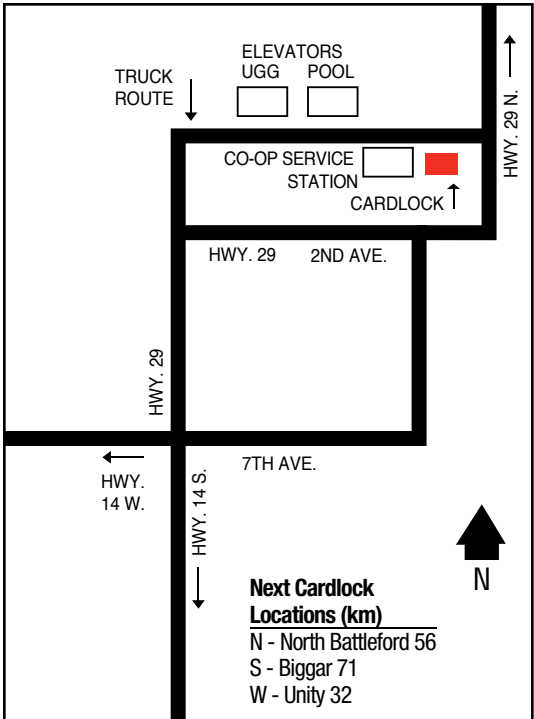 ELEVATORS
UGG POOL
TRUCK
ROUTE
HWY. 29 N.
CO-OP SERVICE
STATION
CARDLOCK
HWY. 29 2ND AVE.
HWY. 29
7TH AVE.
HWY.
14 W.
HWY. 14 S.
N
Next Cardlock
Locations (km)
N - North Battleford 56
S - Biggar 71
W - Unity 32